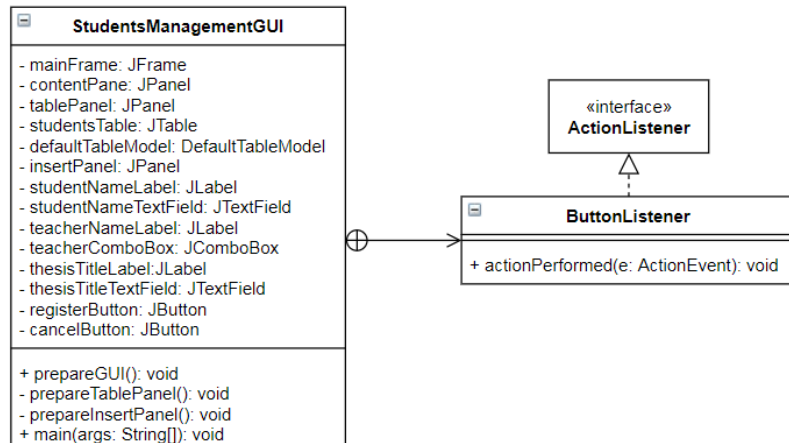 StudentsManagementGUI
- mainFrame: JFrame
- contentPane: JPanel
- tablePanel: JPanel
- studentsTable: JTable
- defaultTableModel: DefaultTableModel
- insertPanel: JPanel
- studentNameLabel: JLabel
- studentNameTextField: JTextField
- teacherNameLabel: JLabel
- teacherComboBox: JComboBox
- thesisTitleLabel:JLabel
- thesisTitleTextField: JTextField
- registerButton: JButton
- cancelButton: JButton
+ prepareGUI(): void
- prepareTablePanel(): void
- prepareInsertPanel(): void
+ main(args: String[]): void
«interface»
ActionListener
ButtonListener
+ actionPerformed(e: ActionEvent): void